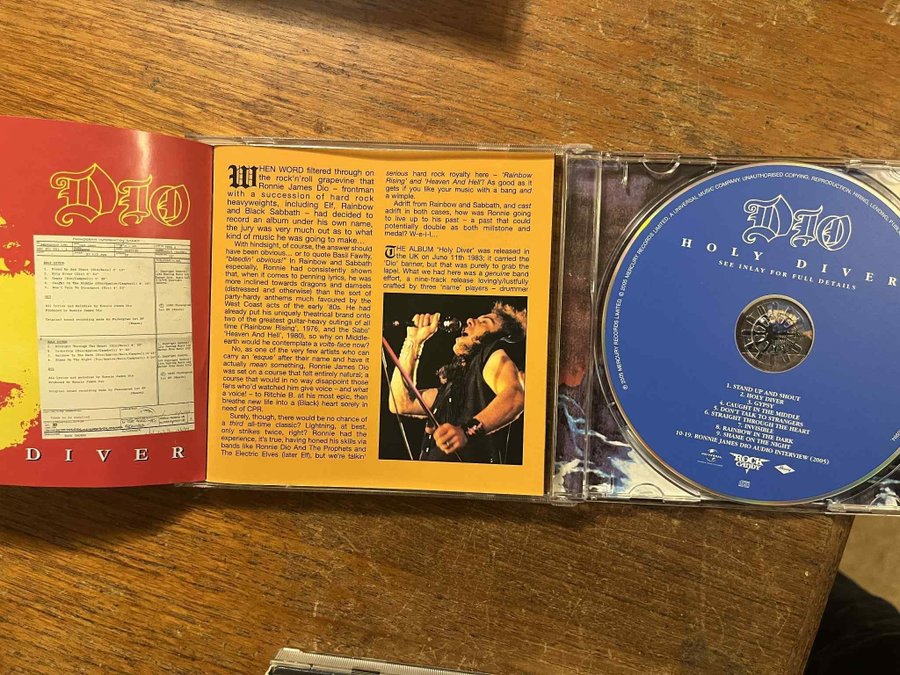 Dio
DIVER
WHEN WORD filtered through on
the rock'n'roll grapevine that
Ronnie James Dio – frontman
with a succession of hard rock
heavyweights, including Elf, Rainbow
and Black Sabbath – had decided to
record an album under his own name,
the jury was very much out as to what
kind of music he was going to make...
With hindsight, of course, the answer should
have been obvious... or to quote Basil Fawlty,
"bleedin' obvious!" In Rainbow and Sabbath
especially, Ronnie had consistently shown
that, when it comes to penning lyrics, he was
more inclined towards dragons and damsels
(distressed and otherwise) than the sort of
party-hardy anthems much favoured by the
West Coast acts of the early '80s. He had
already put his uniquely theatrical brand onto
two of the greatest guitar-heavy outings of all
time ('Rainbow Rising', 1976, and the Sabs'
'Heaven And Hell', 1980), so why on Middle-
earth would he contemplate a volte-face now?
No, as one of the very few artists who can
carry an 'esque' after their name and have it
actually mean something, Ronnie James Dio
was set on a course that felt entirely natural; a
course that would in no way disappoint those
fans who'd watched him give voice – and what
a voice! – to Ritchie B. at his most epic, then
breathe new life into a (Black) heart sorely in
need of CPR.
Surely, though, there would be no chance of
a third all-time classic? Lightning, at best,
only strikes twice, right? Ronnie had the
experience, it's true, having honed his skills via
bands like Ronnie Dio And The Prophets and
The Electric Elves (later Elf), but we're talkin'
serious hard rock royalty here – 'Rainbow
Rising' and 'Heaven And Hell'? As good as it
gets if you like your music with a bang and
a wimple.
Adrift from Rainbow and Sabbath, and cast
adrift in both cases, how was Ronnie going
to live up to his past – a past that could
potentially double as both millstone and
medal? W-e-l-l...
THE ALBUM 'Holy Diver' was released in
the UK on June 11th 1983; it carried the
'Dio' banner, but that was purely to grab the
lapel. What we had here was a genuine band
effort, a nine-track release lovingly/lustfully
crafted by three 'name' players – drummer
Dio
HOLY DIVER
SEE INLAY FOR FULL DETAILS
1. STAND UP AND SHOUT
2. HOLY DIVER
3. GYPSY
4. CAUGHT IN THE MIDDLE
5. DON'T TALK TO STRANGERS
6. STRAIGHT THROUGH THE HEART
7. INVISIBLE
8. RAINBOW IN THE DARK
9. SHAME ON THE NIGHT
10-19. RONNIE JAMES DIO AUDIO INTERVIEW (2005)
ROCK
CANDY
℗ 2005 MERCURY RECORDS LIMITED. © 2005 MERCURY RECORDS LIMITED. A UNIVERSAL MUSIC COMPANY. UNAUTHORISED COPYING, REPRODUCTION, HIRING, LENDING,